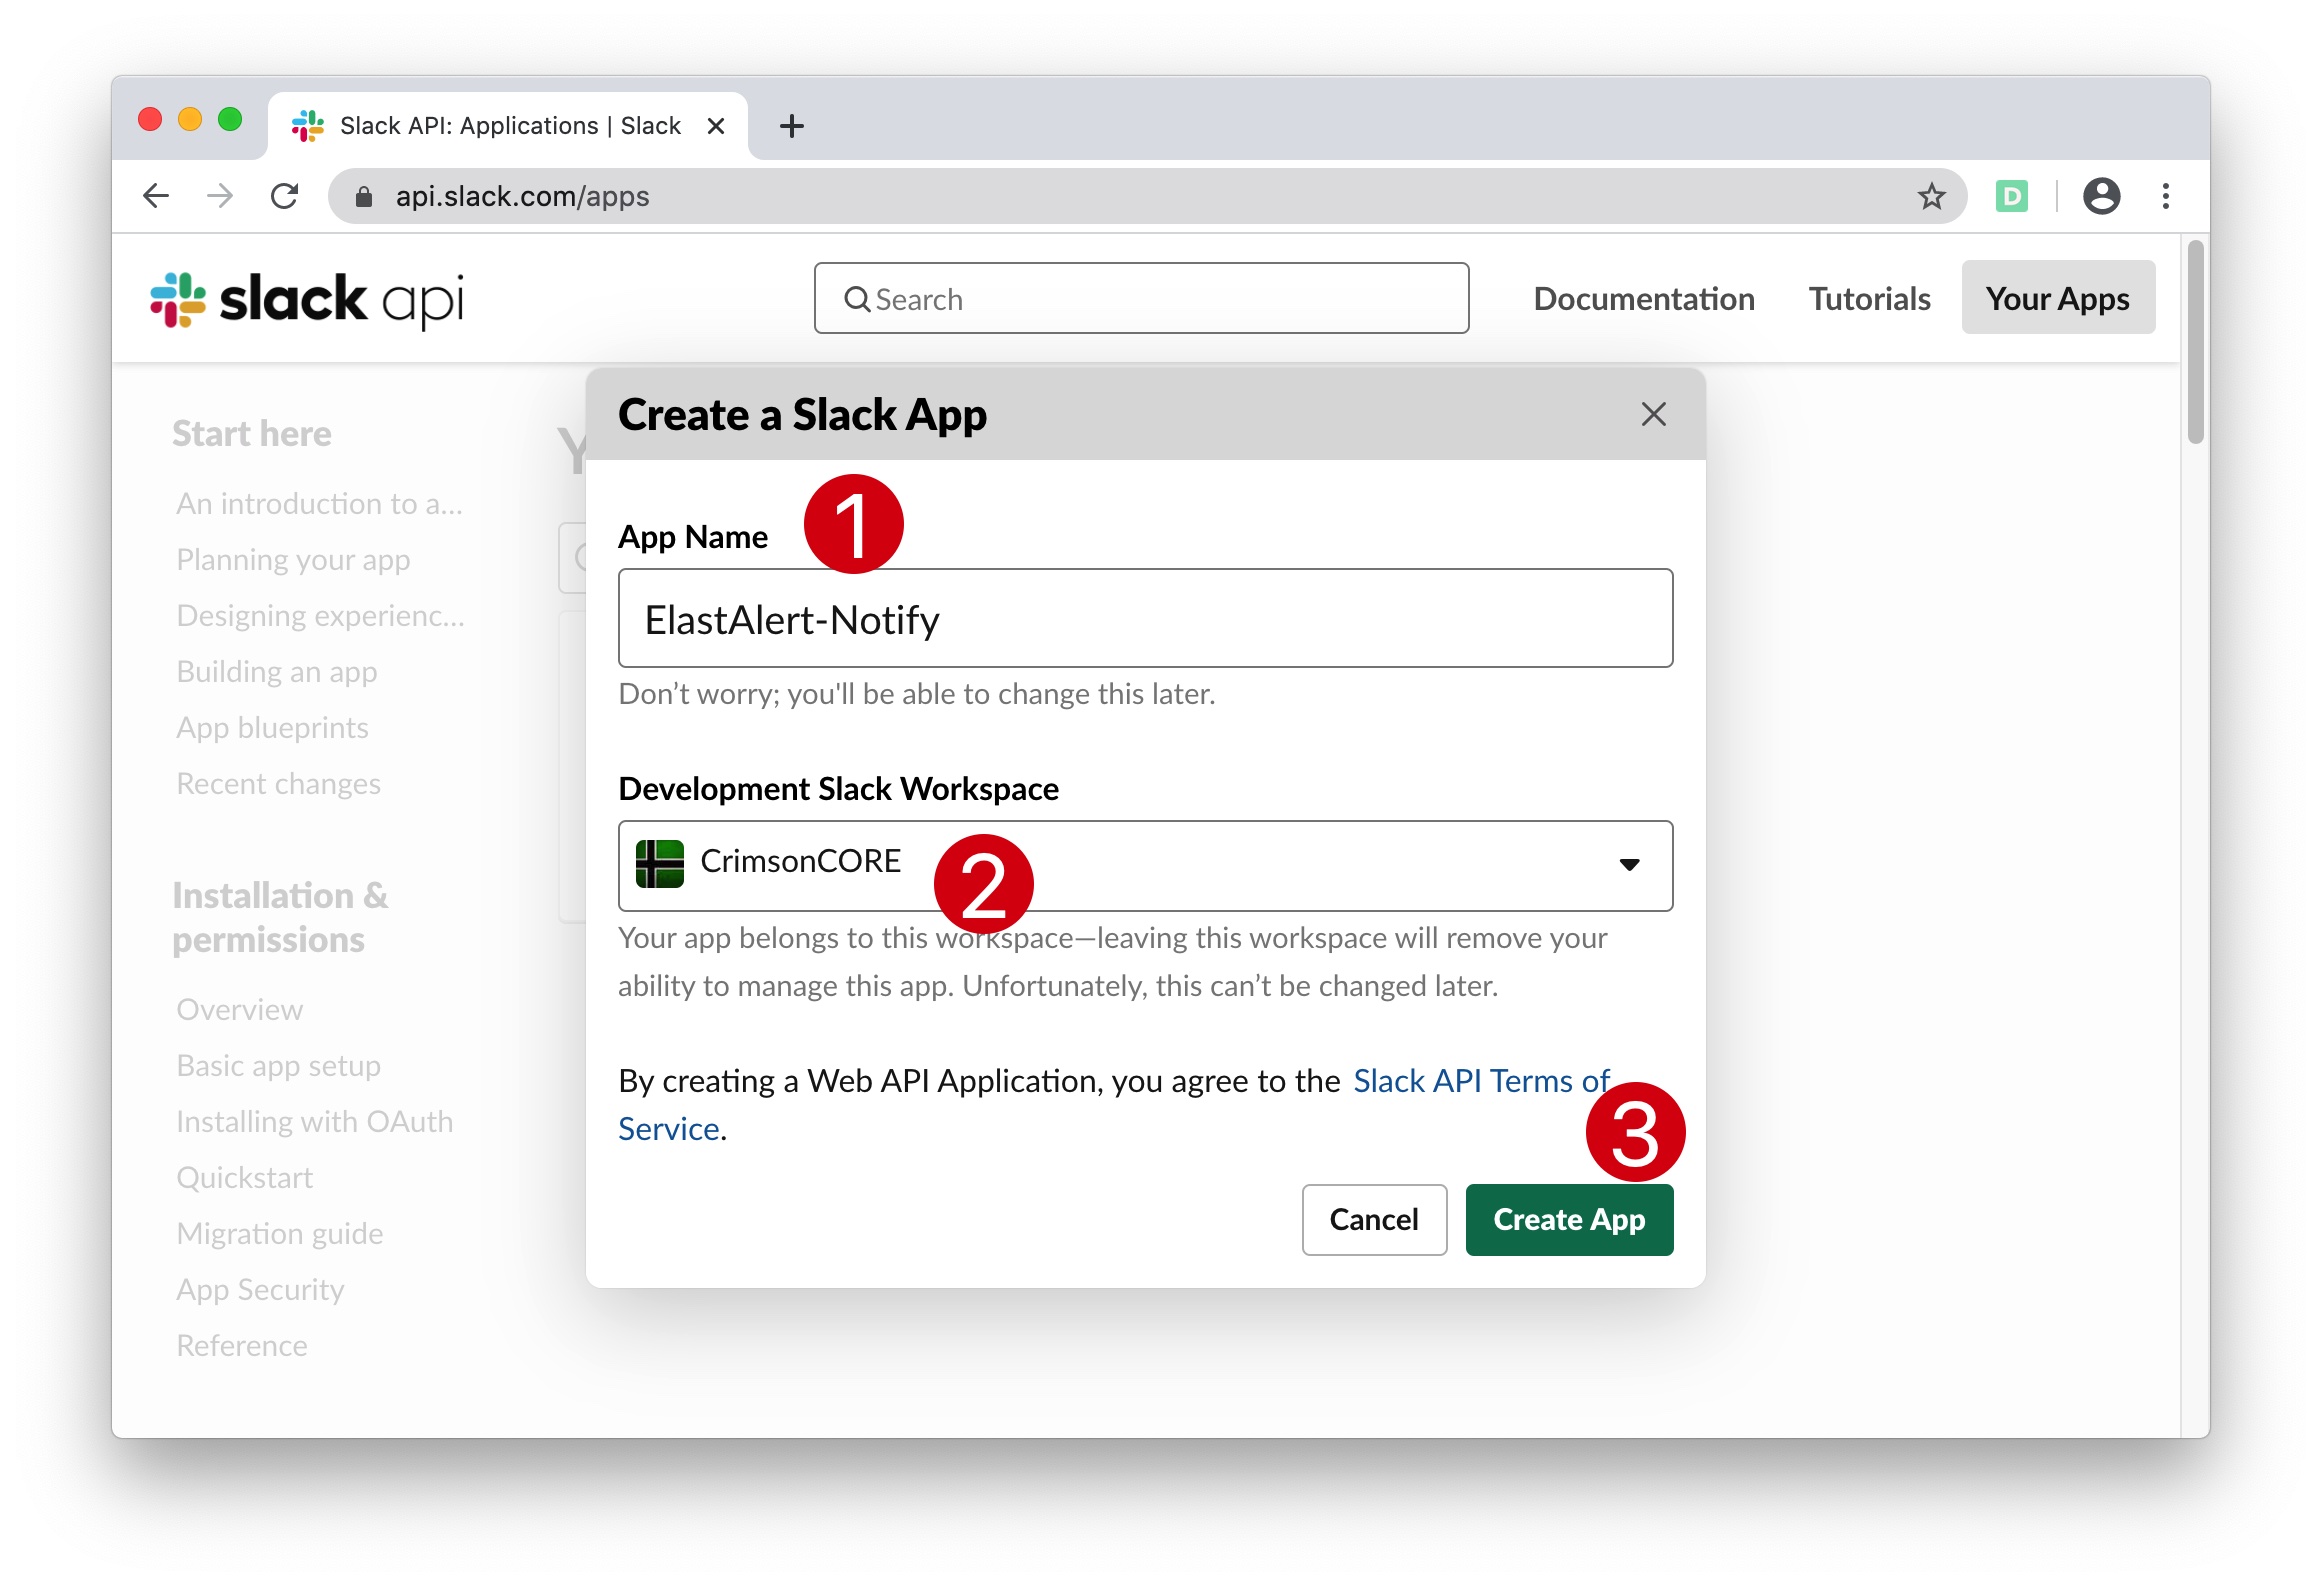 Slack API: Applications | Slack
api.slack.com/apps
D
slack api
Search
Documentation
Tutorials
Your Apps
Start here
An introduction to a...
Planning your app
Designing experienc...
Building an app
App blueprints
Recent changes
Installation &
permissions
Overview
Basic app setup
Installing with OAuth
Quickstart
Migration guide
App Security
Reference
Y
Create a Slack App
App Name
1
ElastAlert-Notify
Don’t worry; you'll be able to change this later.
Development Slack Workspace
CrimsonCORE
2
Your app belongs to this workspace—leaving this workspace will remove your
ability to manage this app. Unfortunately, this can’t be changed later.
By creating a Web API Application, you agree to the Slack API Terms of
Service.
3
Cancel
Create App